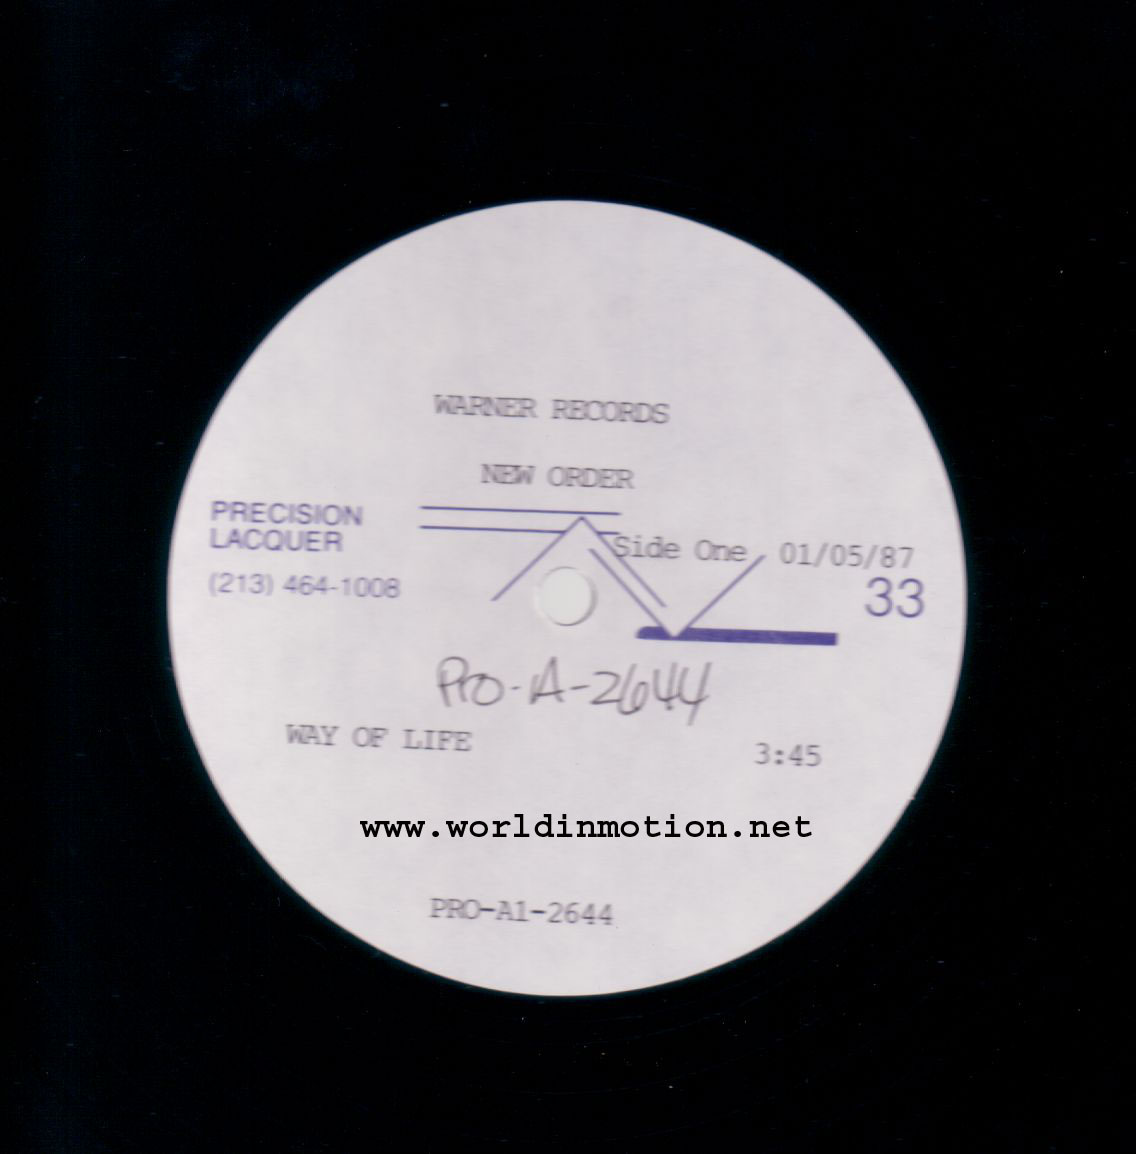 WARNER RECORDS
NEW ORDER
PRECISION
LACQUER
(213) 464-1008
Side One 01/05/87
33
PRO-A-2644
WAY OF LIFE 3:45
www.worldinmotion.net
PRO-A1-2644